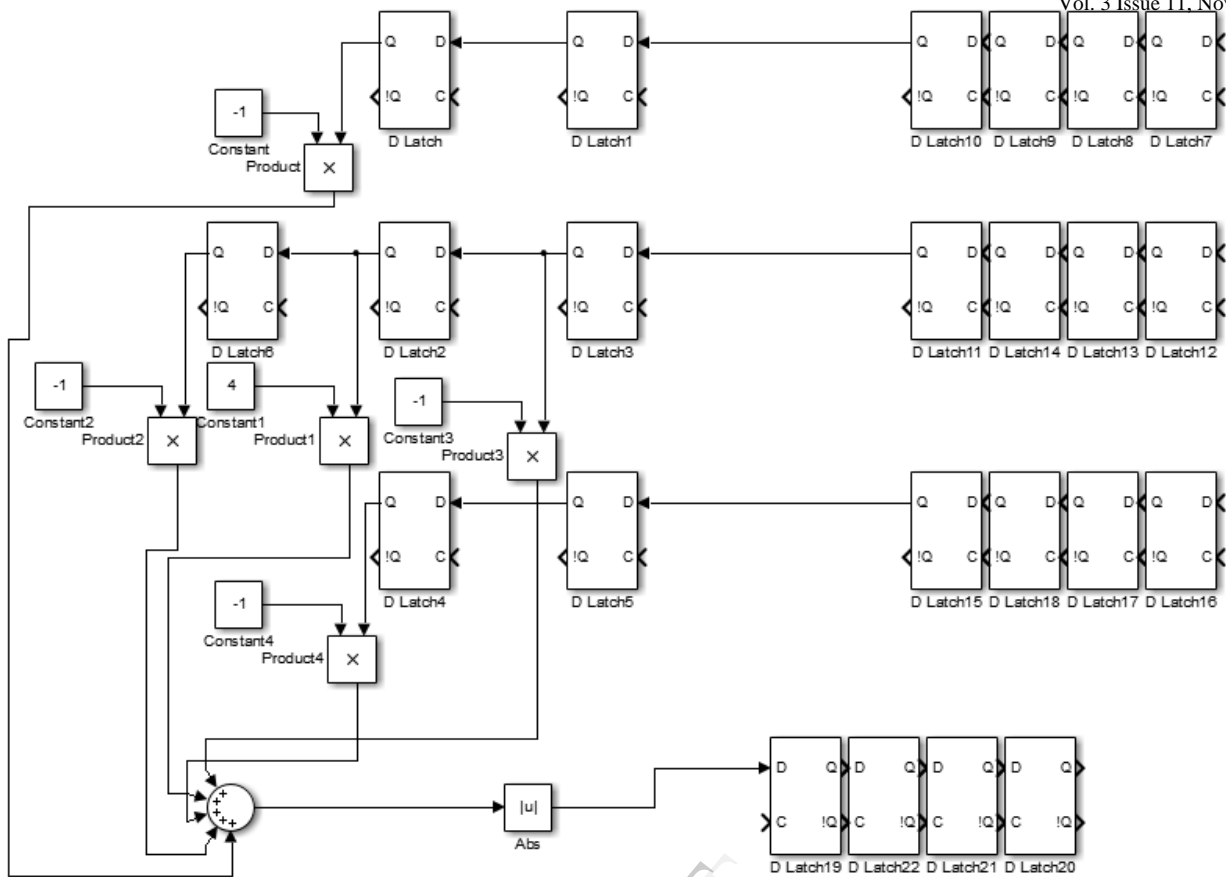 Vol. 3 Issue 11, Nov
Q D Q D Q D Q D Q D Q D
!Q C !Q C !Q C !Q C !Q C !Q C
D Latch D Latch1 D Latch10 D Latch9 D Latch8 D Latch7
-1
Constant
Product
×
Q D Q D Q D Q D Q D Q D Q D
!Q C !Q C !Q C !Q C !Q C !Q C !Q C
D Latch6 D Latch2 D Latch3 D Latch11 D Latch14 D Latch13 D Latch12
-1 4 -1
Constant2 Constant1 Constant3
Product2 × Product1 × Product3 ×
Q D Q D Q D Q D Q D Q D
!Q C !Q C !Q C !Q C !Q C !Q C
D Latch4 D Latch5 D Latch15 D Latch18 D Latch17 D Latch16
-1
Constant4
Product4 ×
D Q D Q D Q D Q
C !Q C !Q C !Q C !Q
D Latch19 D Latch22 D Latch21 D Latch20
+
+
+
+
+
|u|
Abs